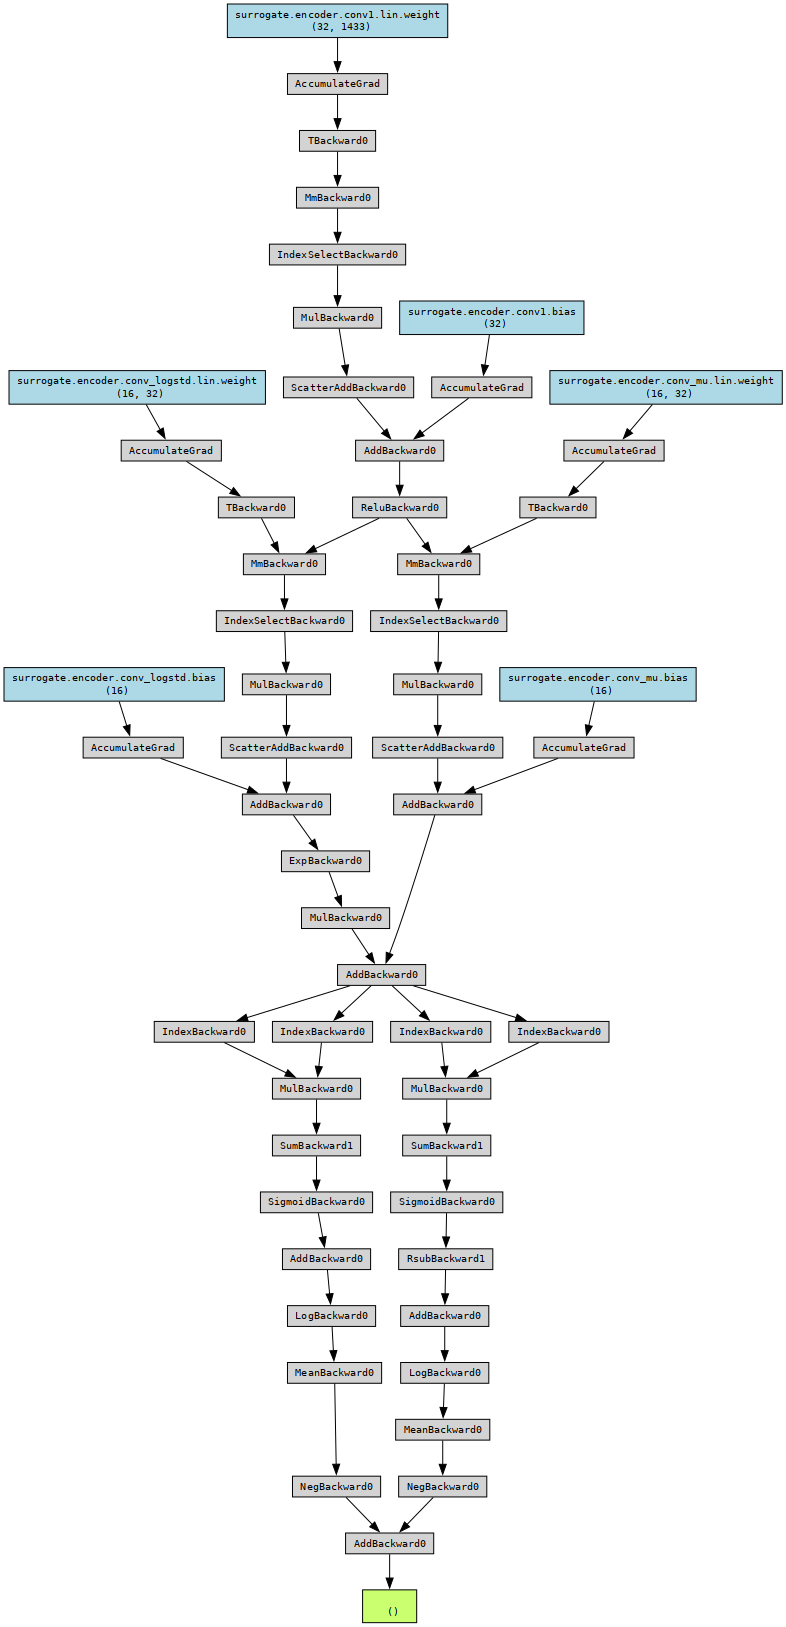 surrogate.encoder.conv1.lin.weight
(32, 1433)
AccumulateGrad
TBackward0
MmBackward0
IndexSelectBackward0
MulBackward0
surrogate.encoder.conv1.bias
(32)
surrogate.encoder.conv_logstd.lin.weight
(16, 32)
ScatterAddBackward0
AccumulateGrad
surrogate.encoder.conv_mu.lin.weight
(16, 32)
AccumulateGrad
AddBackward0
AccumulateGrad
TBackward0
ReluBackward0
TBackward0
MmBackward0
MmBackward0
IndexSelectBackward0
IndexSelectBackward0
surrogate.encoder.conv_logstd.bias
(16)
MulBackward0
MulBackward0
surrogate.encoder.conv_mu.bias
(16)
AccumulateGrad
ScatterAddBackward0
ScatterAddBackward0
AccumulateGrad
AddBackward0
AddBackward0
ExpBackward0
MulBackward0
AddBackward0
IndexBackward0
IndexBackward0
IndexBackward0
IndexBackward0
MulBackward0
MulBackward0
SumBackward1
SumBackward1
SigmoidBackward0
SigmoidBackward0
AddBackward0
RsubBackward1
LogBackward0
AddBackward0
MeanBackward0
LogBackward0
MeanBackward0
NegBackward0
NegBackward0
AddBackward0
()